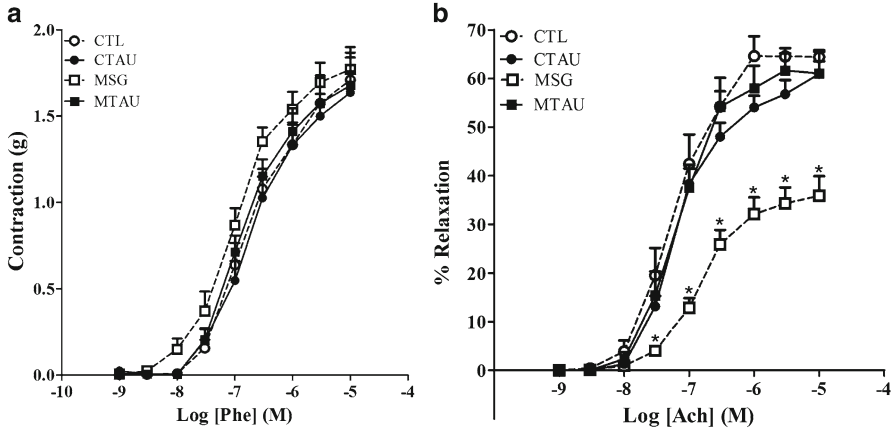 a
2.0
1.5
1.0
0.5
0.0
Contraction (g)
CTL
CTAU
MSG
MTAU
-10
-9
-8
-7
-6
-5
-4
Log [Phe] (M)
b
70
60
50
40
30
20
10
0
% Relaxation
CTL
CTAU
MSG
MTAU
*
*
*
*
*
*
-9
-8
-7
-6
-5
-4
Log [Ach] (M)